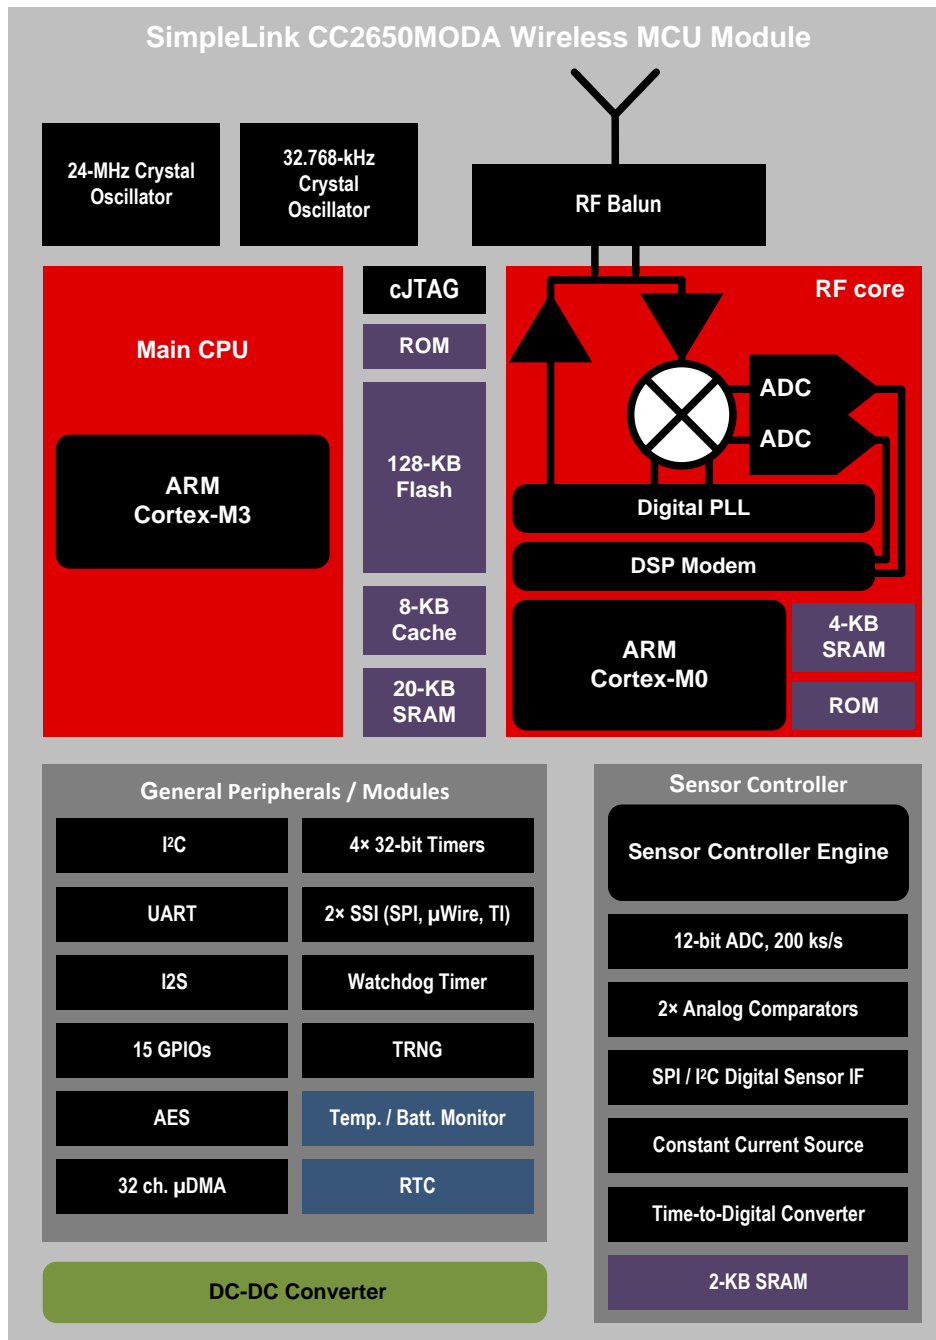 SimpleLink CC2650MODA Wireless MCU Module
24-MHz Crystal
Oscillator
32.768-kHz
Crystal
Oscillator
RF Balun
Main CPU
ARM
Cortex-M3
cJTAG
ROM
128-KB
Flash
8-KB
Cache
20-KB
SRAM
RF core
ADC
ADC
Digital PLL
DSP Modem
ARM
Cortex-M0
4-KB
SRAM
ROM
General Peripherals / Modules
I²C
4× 32-bit Timers
UART
2× SSI (SPI, µWire, TI)
I2S
Watchdog Timer
15 GPIOs
TRNG
AES
Temp. / Batt. Monitor
32 ch. µDMA
RTC
Sensor Controller
Sensor Controller Engine
12-bit ADC, 200 ks/s
2× Analog Comparators
SPI / I²C Digital Sensor IF
Constant Current Source
Time-to-Digital Converter
2-KB SRAM
DC-DC Converter